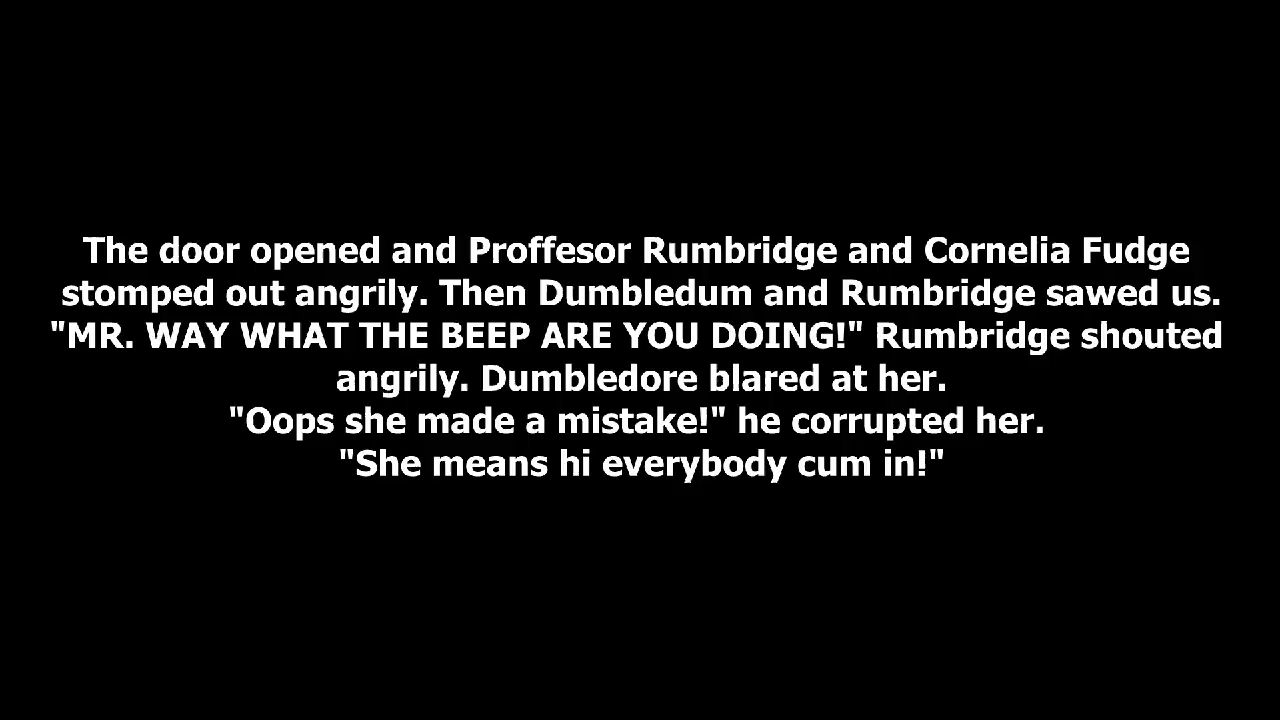 The door opened and Proffesor Rumbridge and Cornelia Fudge
stomped out angrily. Then Dumbledum and Rumbridge sawed us.
"MR. WAY WHAT THE BEEP ARE YOU DOING!" Rumbridge shouted
angrily. Dumbledore blared at her.
"Oops she made a mistake!" he corrupted her.
"She means hi everybody cum in!"